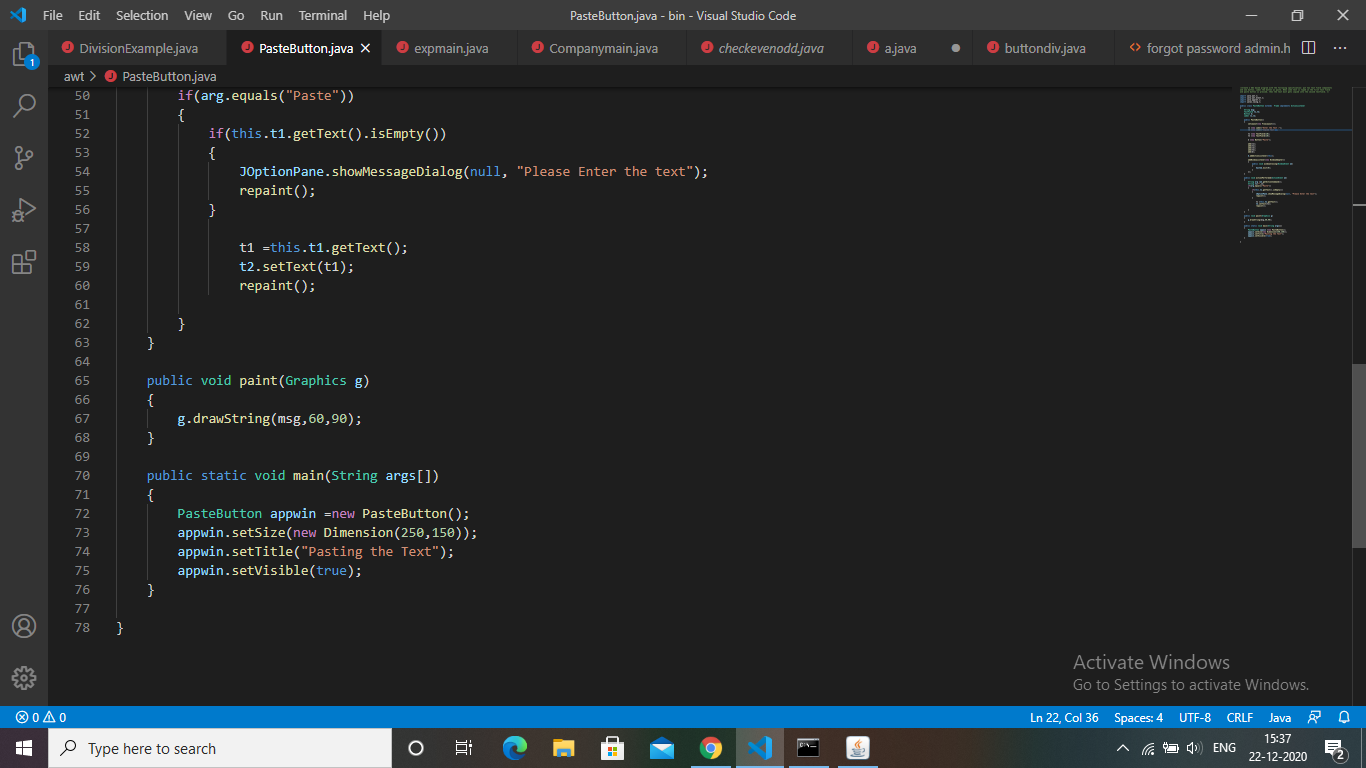 File Edit Selection View Go Run Terminal Help PasteButton.java - bin - Visual Studio Code
DivisionExample.java PasteButton.java expmain.java Companymain.java checkevenodd.java a.java buttondiv.java forgot password admin.h
1
awt > PasteButton.java
50 if(arg.equals("Paste"))
51 {
52 if(this.t1.getText().isEmpty())
53 {
54 JOptionPane.showMessageDialog(null, "Please Enter the text");
55 repaint();
56 }
57
58 t1 =this.t1.getText();
59 t2.setText(t1);
60 repaint();
61
62 }
63 }
64
65 public void paint(Graphics g)
66 {
67 g.drawString(msg,60,90);
68 }
69
70 public static void main(String args[])
71 {
72 PasteButton appwin =new PasteButton();
73 appwin.setSize(new Dimension(250,150));
74 appwin.setTitle("Pasting the Text");
75 appwin.setVisible(true);
76 }
77
78 }
Activate Windows
Go to Settings to activate Windows.
0 0 Ln 22, Col 36 Spaces: 4 UTF-8 CRLF Java
Type here to search ENG 15:37
22-12-2020 2